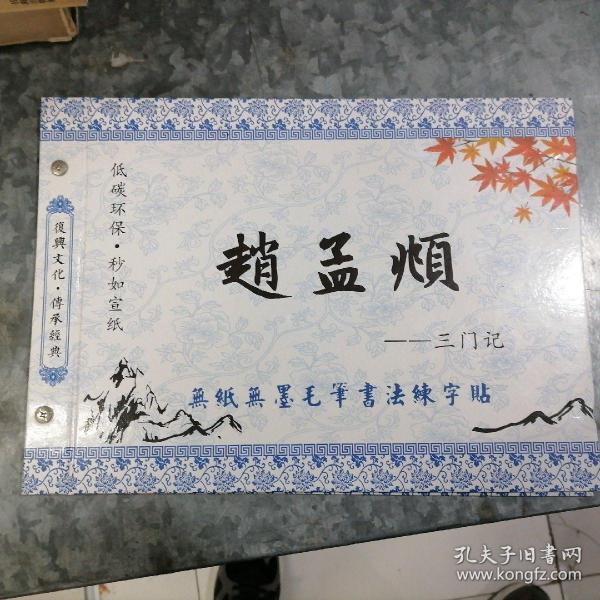 復興文化·傳承經典
低碳环保·秒如宣纸
趙孟頫
——三门记
無紙無墨毛筆書法練字貼
孔夫子旧书网
www.kongfz.com